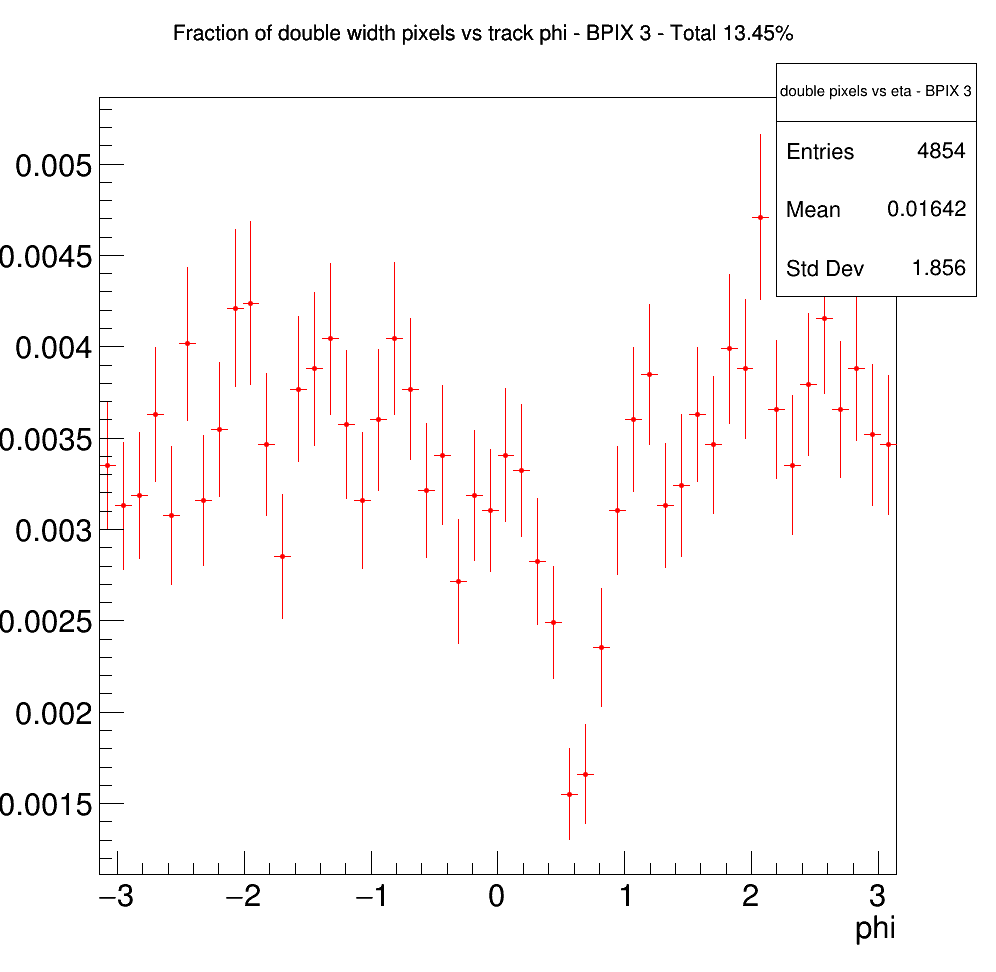 Fraction of double width pixels vs track phi - BPIX 3 - Total 13.45%
double pixels vs eta - BPIX 3
Entries 4854
Mean 0.01642
Std Dev 1.856
0.005
0.0045
0.004
0.0035
0.003
0.0025
0.002
0.0015
−3 −2 −1 0 1 2 3
phi